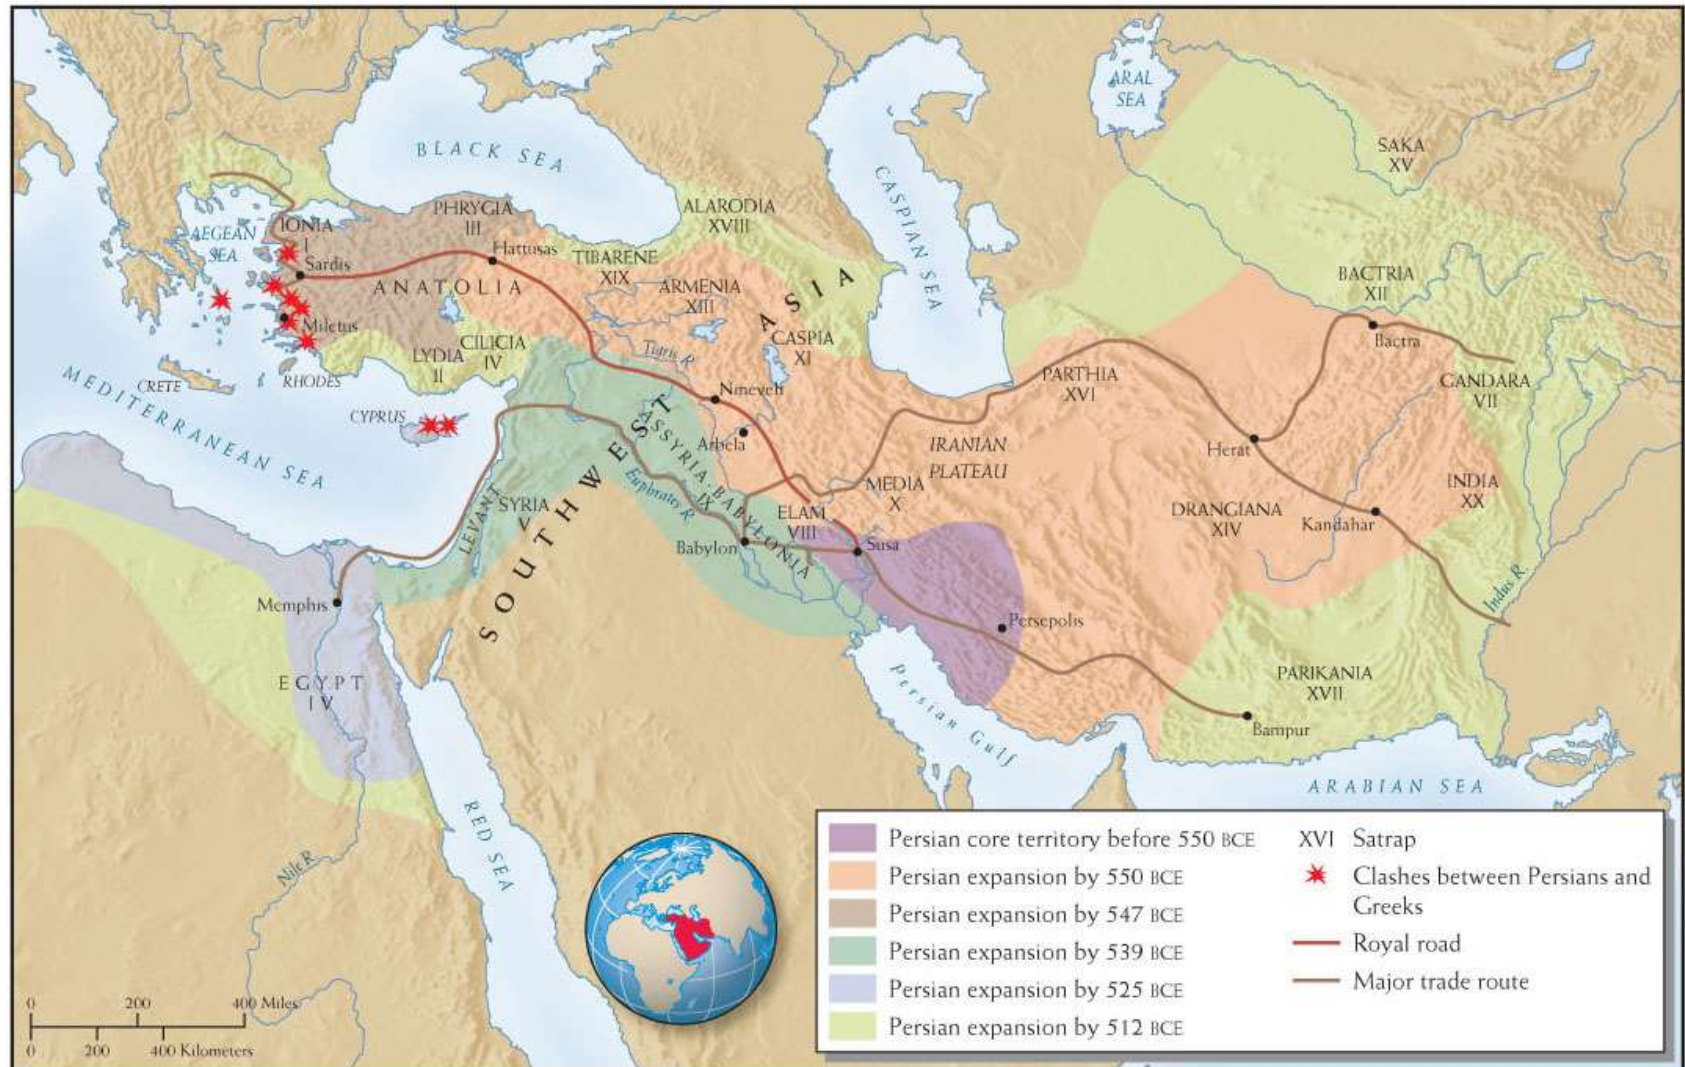 ARAL
SEA
SAKA
XV
BLACK SEA
CASPIAN SEA
PHRYGIA
III
ALARODIA
XVIII
IONIA
I
AEGEAN
SEA
Hattusas
TIBARENE
XIX
Sardis
ANATOLIA
ARMENIA
XIII
ASIA
BACTRIA
XII
Miletus
CASPIA
XI
Bactra
LYDIA
II
CILICIA
IV
Tigris R.
CRETE
RHODES
PARTHIA
XVI
GANDARA
VII
Nineveh
CYPRUS
MEDITERRANEAN SEA
Arbela
IRANIAN
PLATEAU
Herat
SOUTHWEST
ASSYRIA, BABYLONIA
IX
Euphrates R.
MEDIA
X
INDIA
XX
LEVANT
SYRIA
V
ELAM
VIII
DRANGIANA
XIV
Kandahar
Babylon
Susa
Indus R.
Memphis
Persepolis
EGYPT
IV
Persian Gulf
PARIKANIA
XVII
Bampur
ARABIAN SEA
RED SEA
Nile R.
Persian core territory before 550 BCE
Persian expansion by 550 BCE
Persian expansion by 547 BCE
Persian expansion by 539 BCE
Persian expansion by 525 BCE
Persian expansion by 512 BCE
XVI Satrap
Clashes between Persians and
Greeks
Royal road
Major trade route
0 200 400 Miles
0 200 400 Kilometers